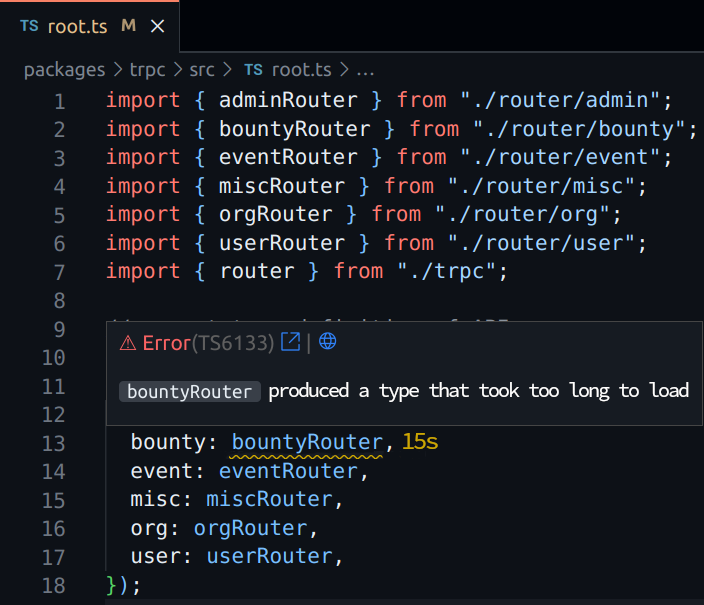 TS root.ts M
packages > trpc > src > TS root.ts > ...
1 import { adminRouter } from "./router/admin";
2 import { bountyRouter } from "./router/bounty";
3 import { eventRouter } from "./router/event";
4 import { miscRouter } from "./router/misc";
5 import { orgRouter } from "./router/org";
6 import { userRouter } from "./router/user";
7 import { router } from "./trpc";
8
9
10 Error(TS6133) |
11
12 bountyRouter produced a type that took too long to load
13 bounty: bountyRouter, 15s
14 event: eventRouter,
15 misc: miscRouter,
16 org: orgRouter,
17 user: userRouter,
18 });